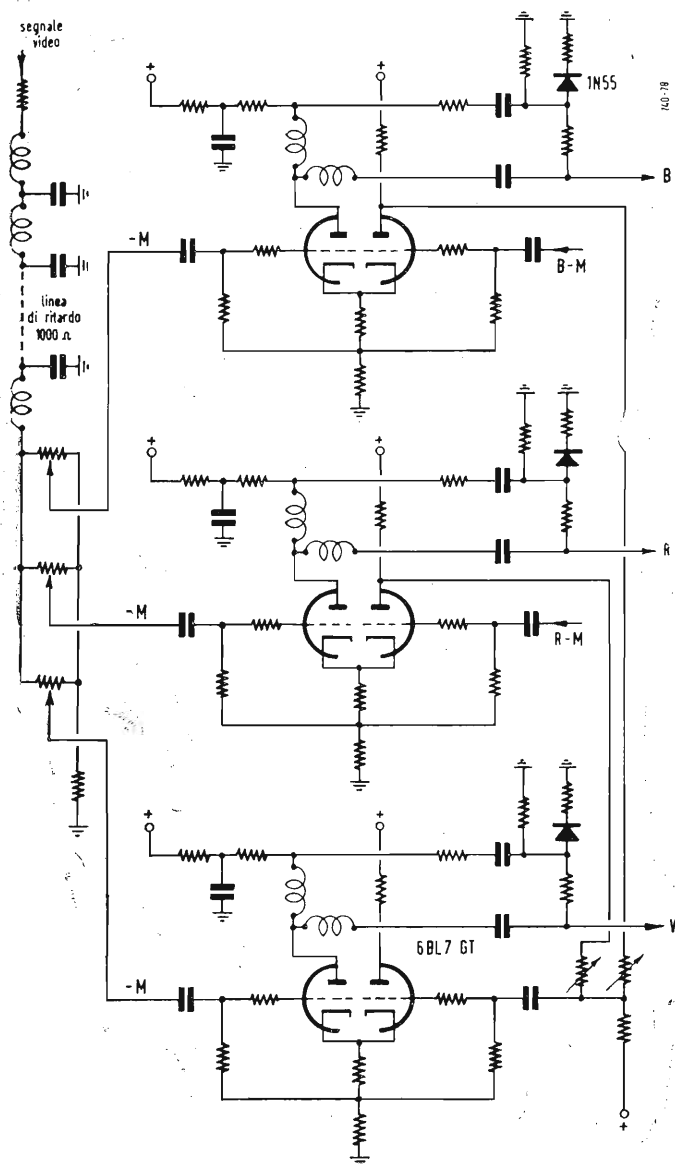 segnale
video
+
+
1N55
140-78
B
-M
B-M
linea
di ritardo
1000 Ω
+
+
R
-M
R-M
+
+
V
6BL7 GT
-M
+